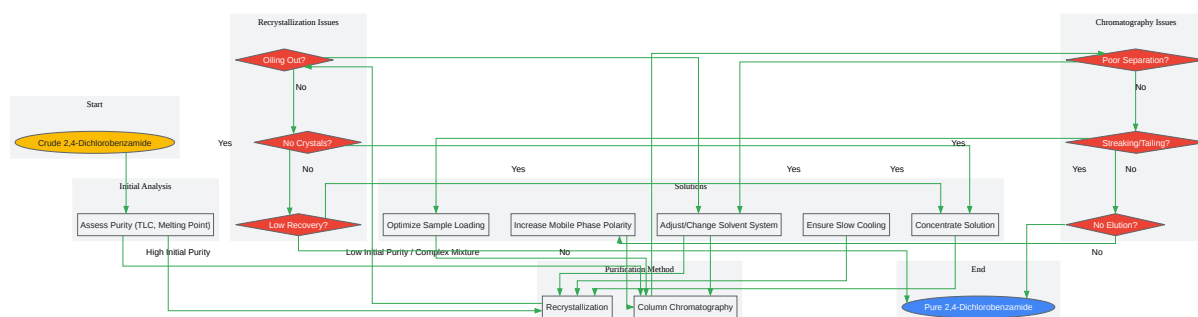 Recrystallization Issues
Chromatography Issues
Oiling Out?
Poor Separation?
No
No
Start
Crude 2,4-Dichlorobenzamide
Yes
No Crystals?
Yes
Streaking/Tailing?
No
Yes
Yes
Yes
Yes
No
Initial Analysis
Solutions
Assess Purity (TLC, Melting Point)
Low Recovery?
Optimize Sample Loading
Increase Mobile Phase Polarity
Adjust/Change Solvent System
Ensure Slow Cooling
Concentrate Solution
No Elution?
High Initial Purity
Low Initial Purity / Complex Mixture
No
No
Purification Method
End
Recrystallization
Column Chromatography
Pure 2,4-Dichlorobenzamide